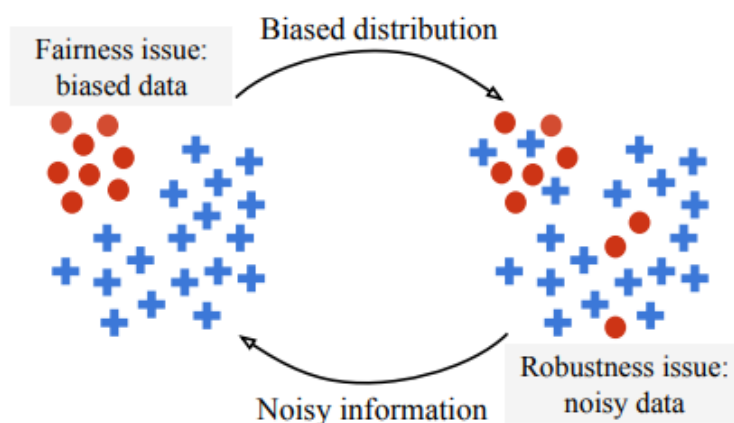 Biased distribution
Fairness issue:
biased data
Robustness issue:
noisy data
Noisy information